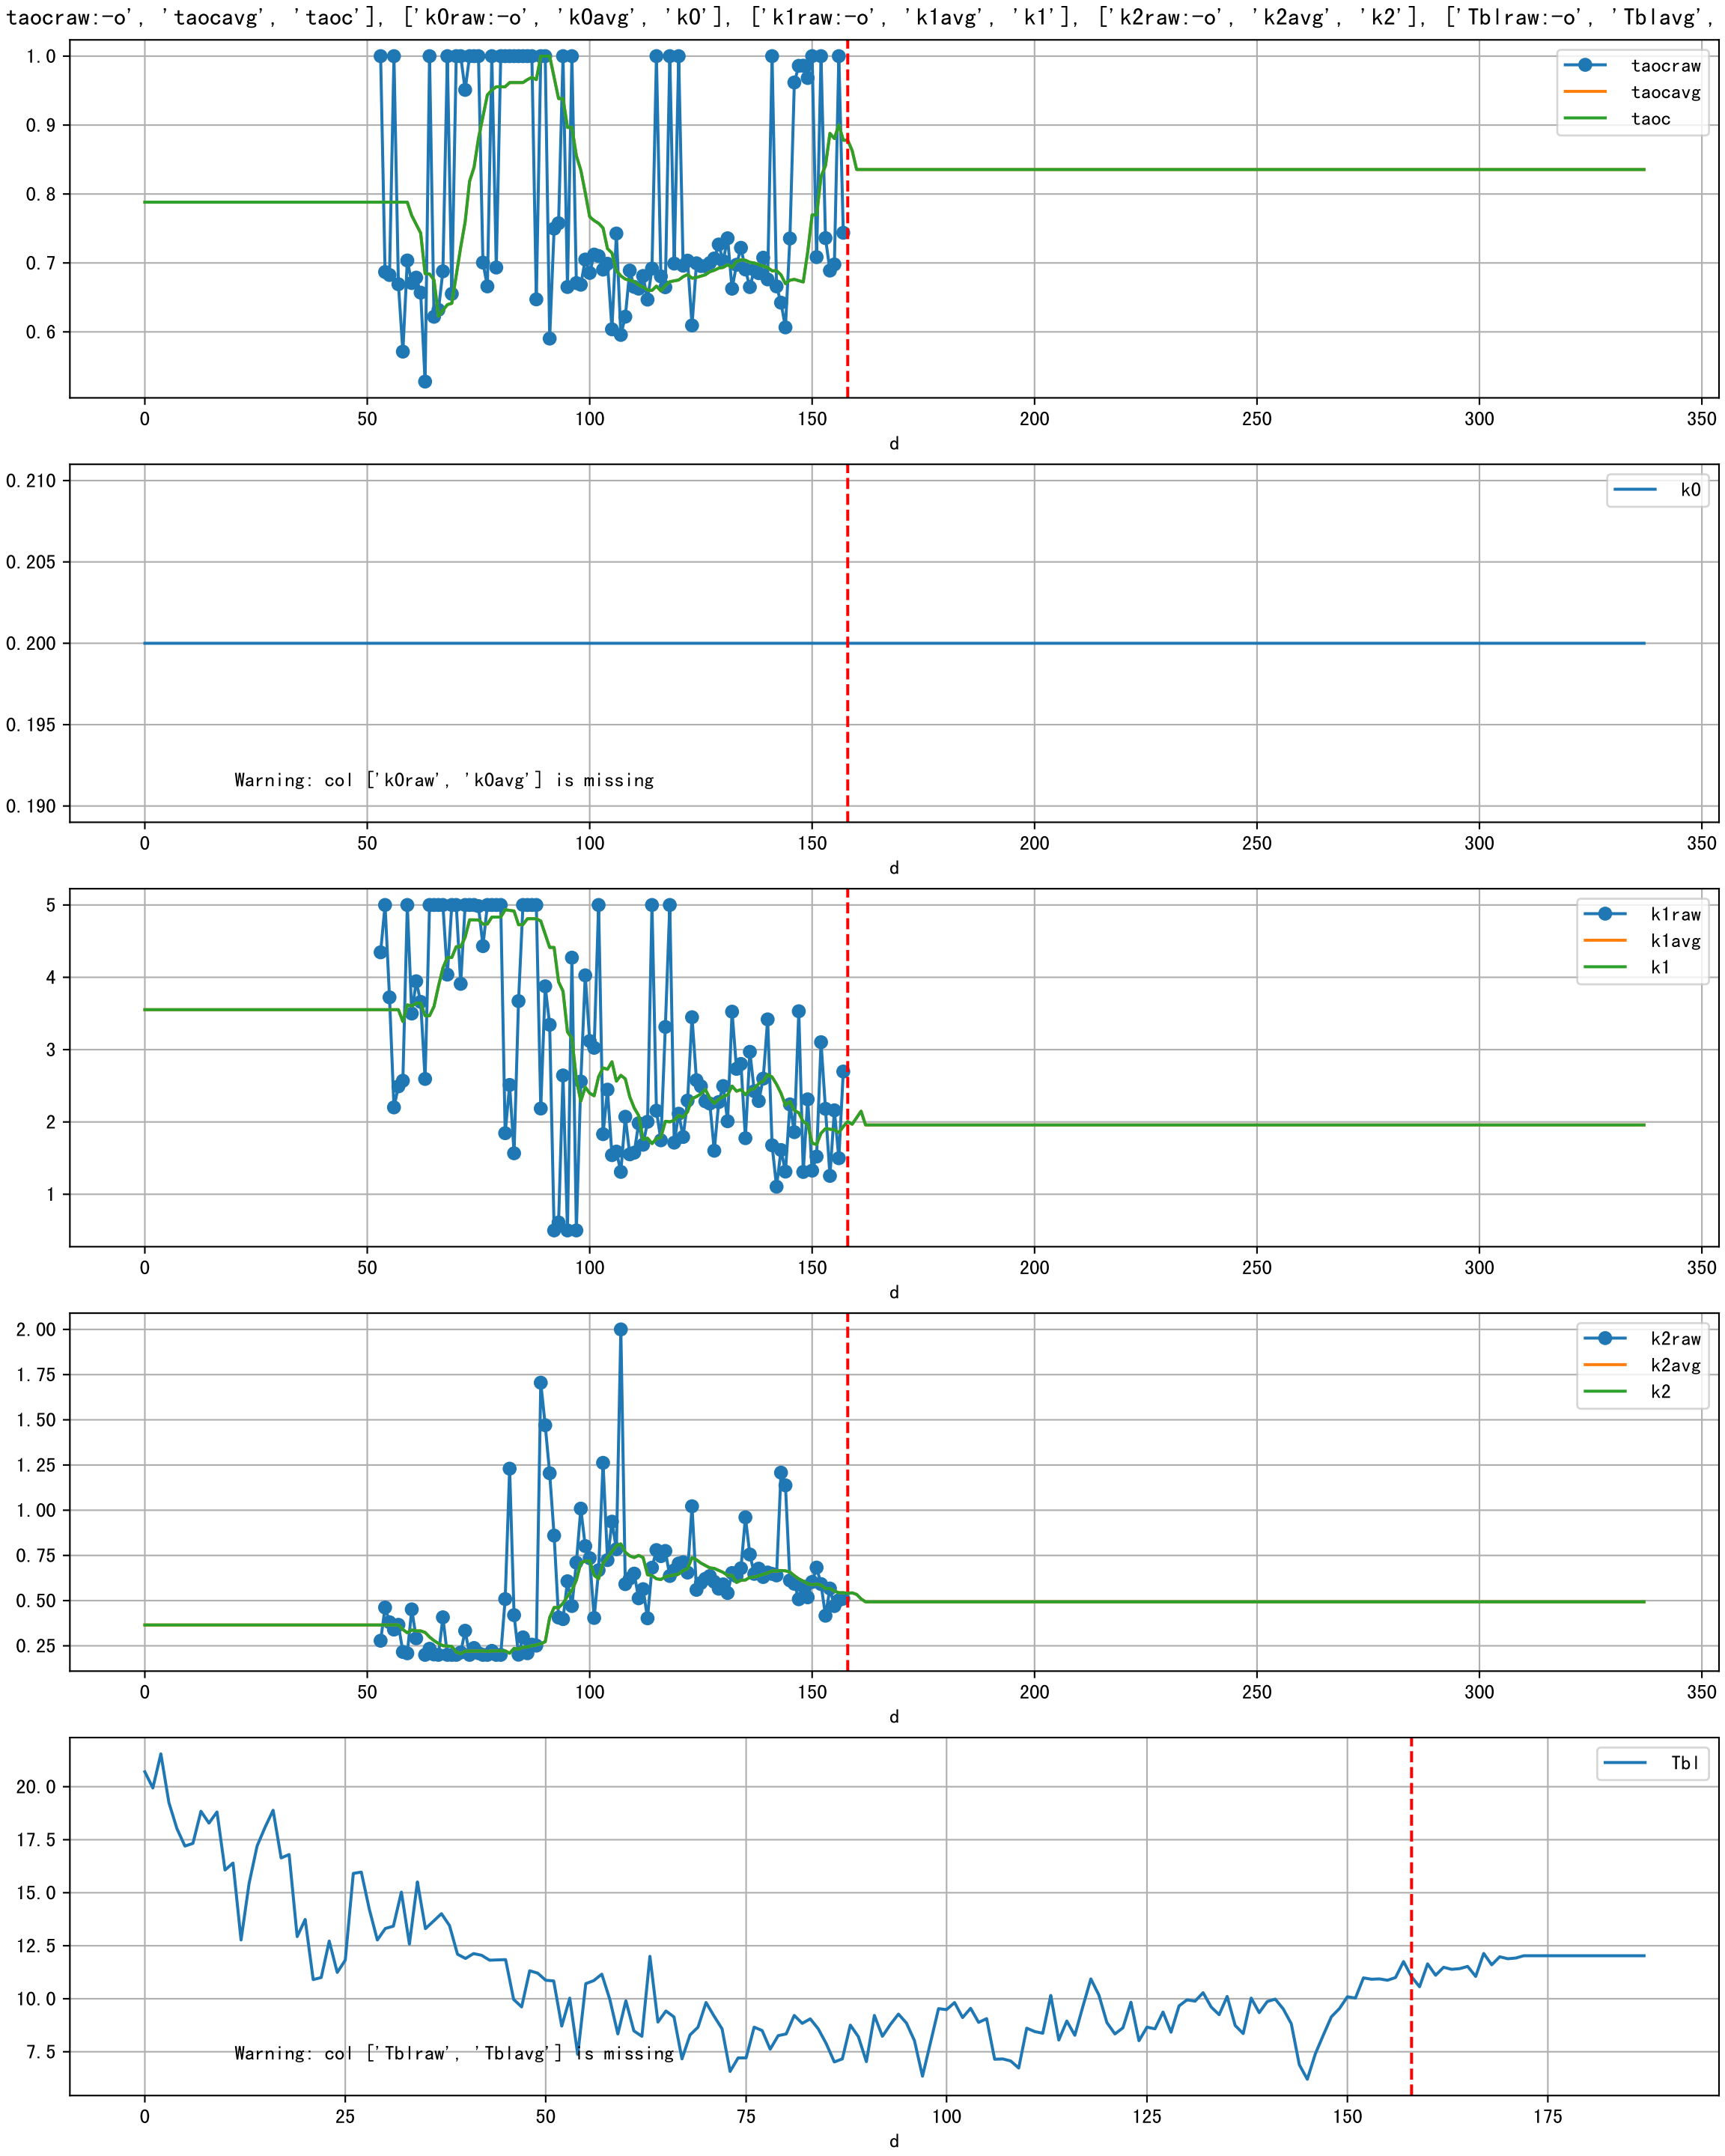 taocraw:-o', 'taocavg', 'taoc'], ['k0raw:-o', 'k0avg', 'k0'], ['k1raw:-o', 'k1avg', 'k1'], ['k2raw:-o', 'k2avg', 'k2'], ['Tblraw:-o', 'Tblavg',
1.0
0.9
0.8
0.7
0.6
taocraw
taocavg
taoc
0 50 100 150 200 250 300 350
d
0.210
0.205
0.200
0.195
0.190
k0
Warning: col ['k0raw', 'k0avg'] is missing
0 50 100 150 200 250 300 350
d
5
4
3
2
1
k1raw
k1avg
k1
0 50 100 150 200 250 300 350
d
2.00
1.75
1.50
1.25
1.00
0.75
0.50
0.25
k2raw
k2avg
k2
0 50 100 150 200 250 300 350
d
20.0
17.5
15.0
12.5
10.0
7.5
Tbl
Warning: col ['Tblraw', 'Tblavg'] is missing
0 25 50 75 100 125 150 175
d